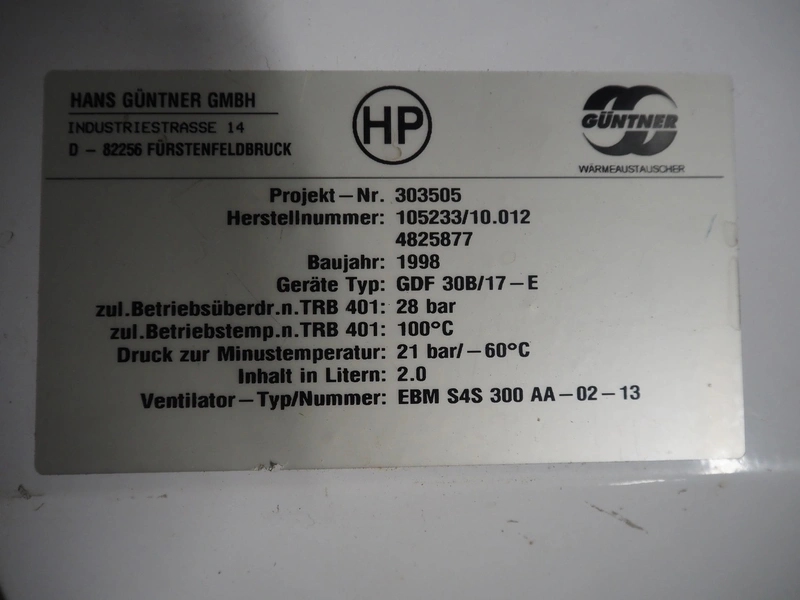 HANS GÜNTNER GMBH
INDUSTRIESTRASSE 14
D - 82256 FÜRSTENFELDBRUCK
HP
GÜNTNER
WÄRMEAUSTAUSCHER
Projekt-Nr. 303505
Herstellnummer: 105233/10.012
4825877
Baujahr: 1998
Geräte Typ: GDF 30B/17-E
zul.Betriebsüberdr.n.TRB 401: 28 bar
zul.Betriebstemp.n.TRB 401: 100°C
Druck zur Minustemperatur: 21 bar/-60°C
Inhalt in Litern: 2.0
Ventilator-Typ/Nummer: EBM S4S 300 AA-02-13